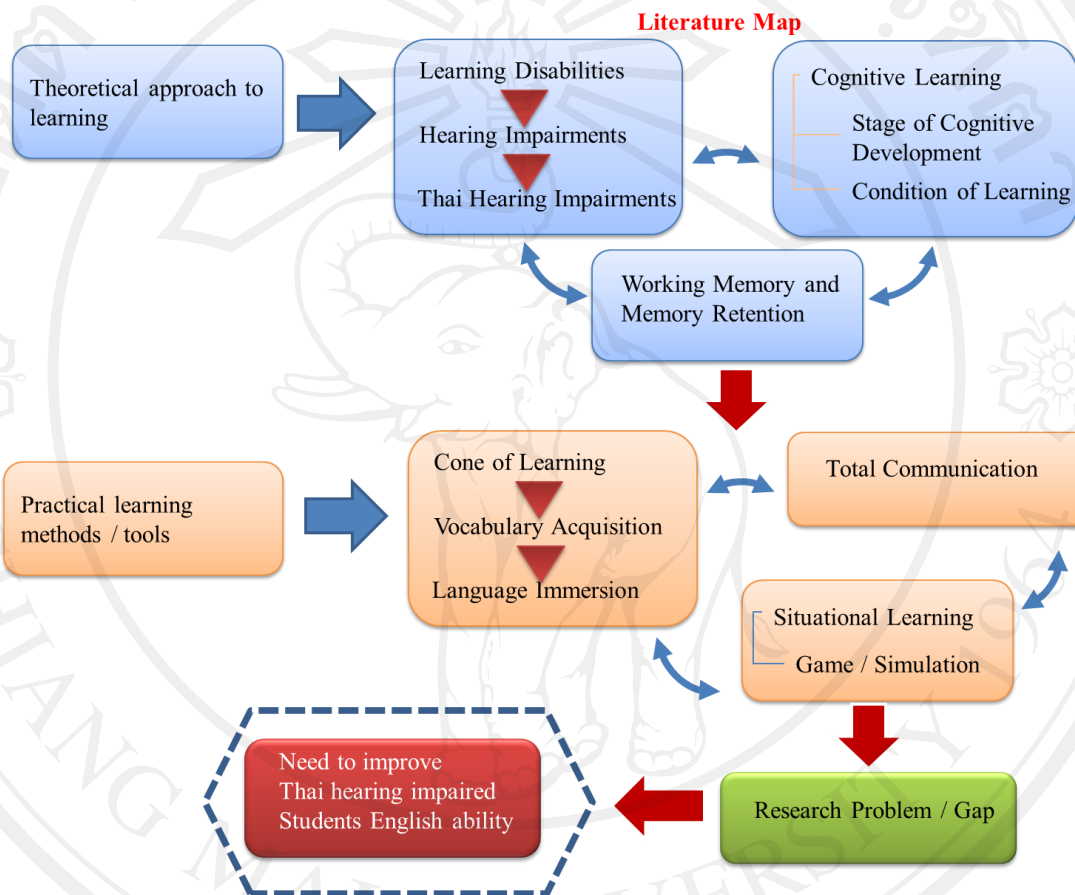 Literature Map
Theoretical approach to
learning
Learning Disabilities
Hearing Impairments
Thai Hearing Impairments
Cognitive Learning
Stage of Cognitive
Development
Condition of Learning
Working Memory and
Memory Retention
Practical learning
methods / tools
Cone of Learning
Vocabulary Acquisition
Language Immersion
Total Communication
Situational Learning
Game / Simulation
Need to improve
Thai hearing impaired
Students English ability
Research Problem / Gap